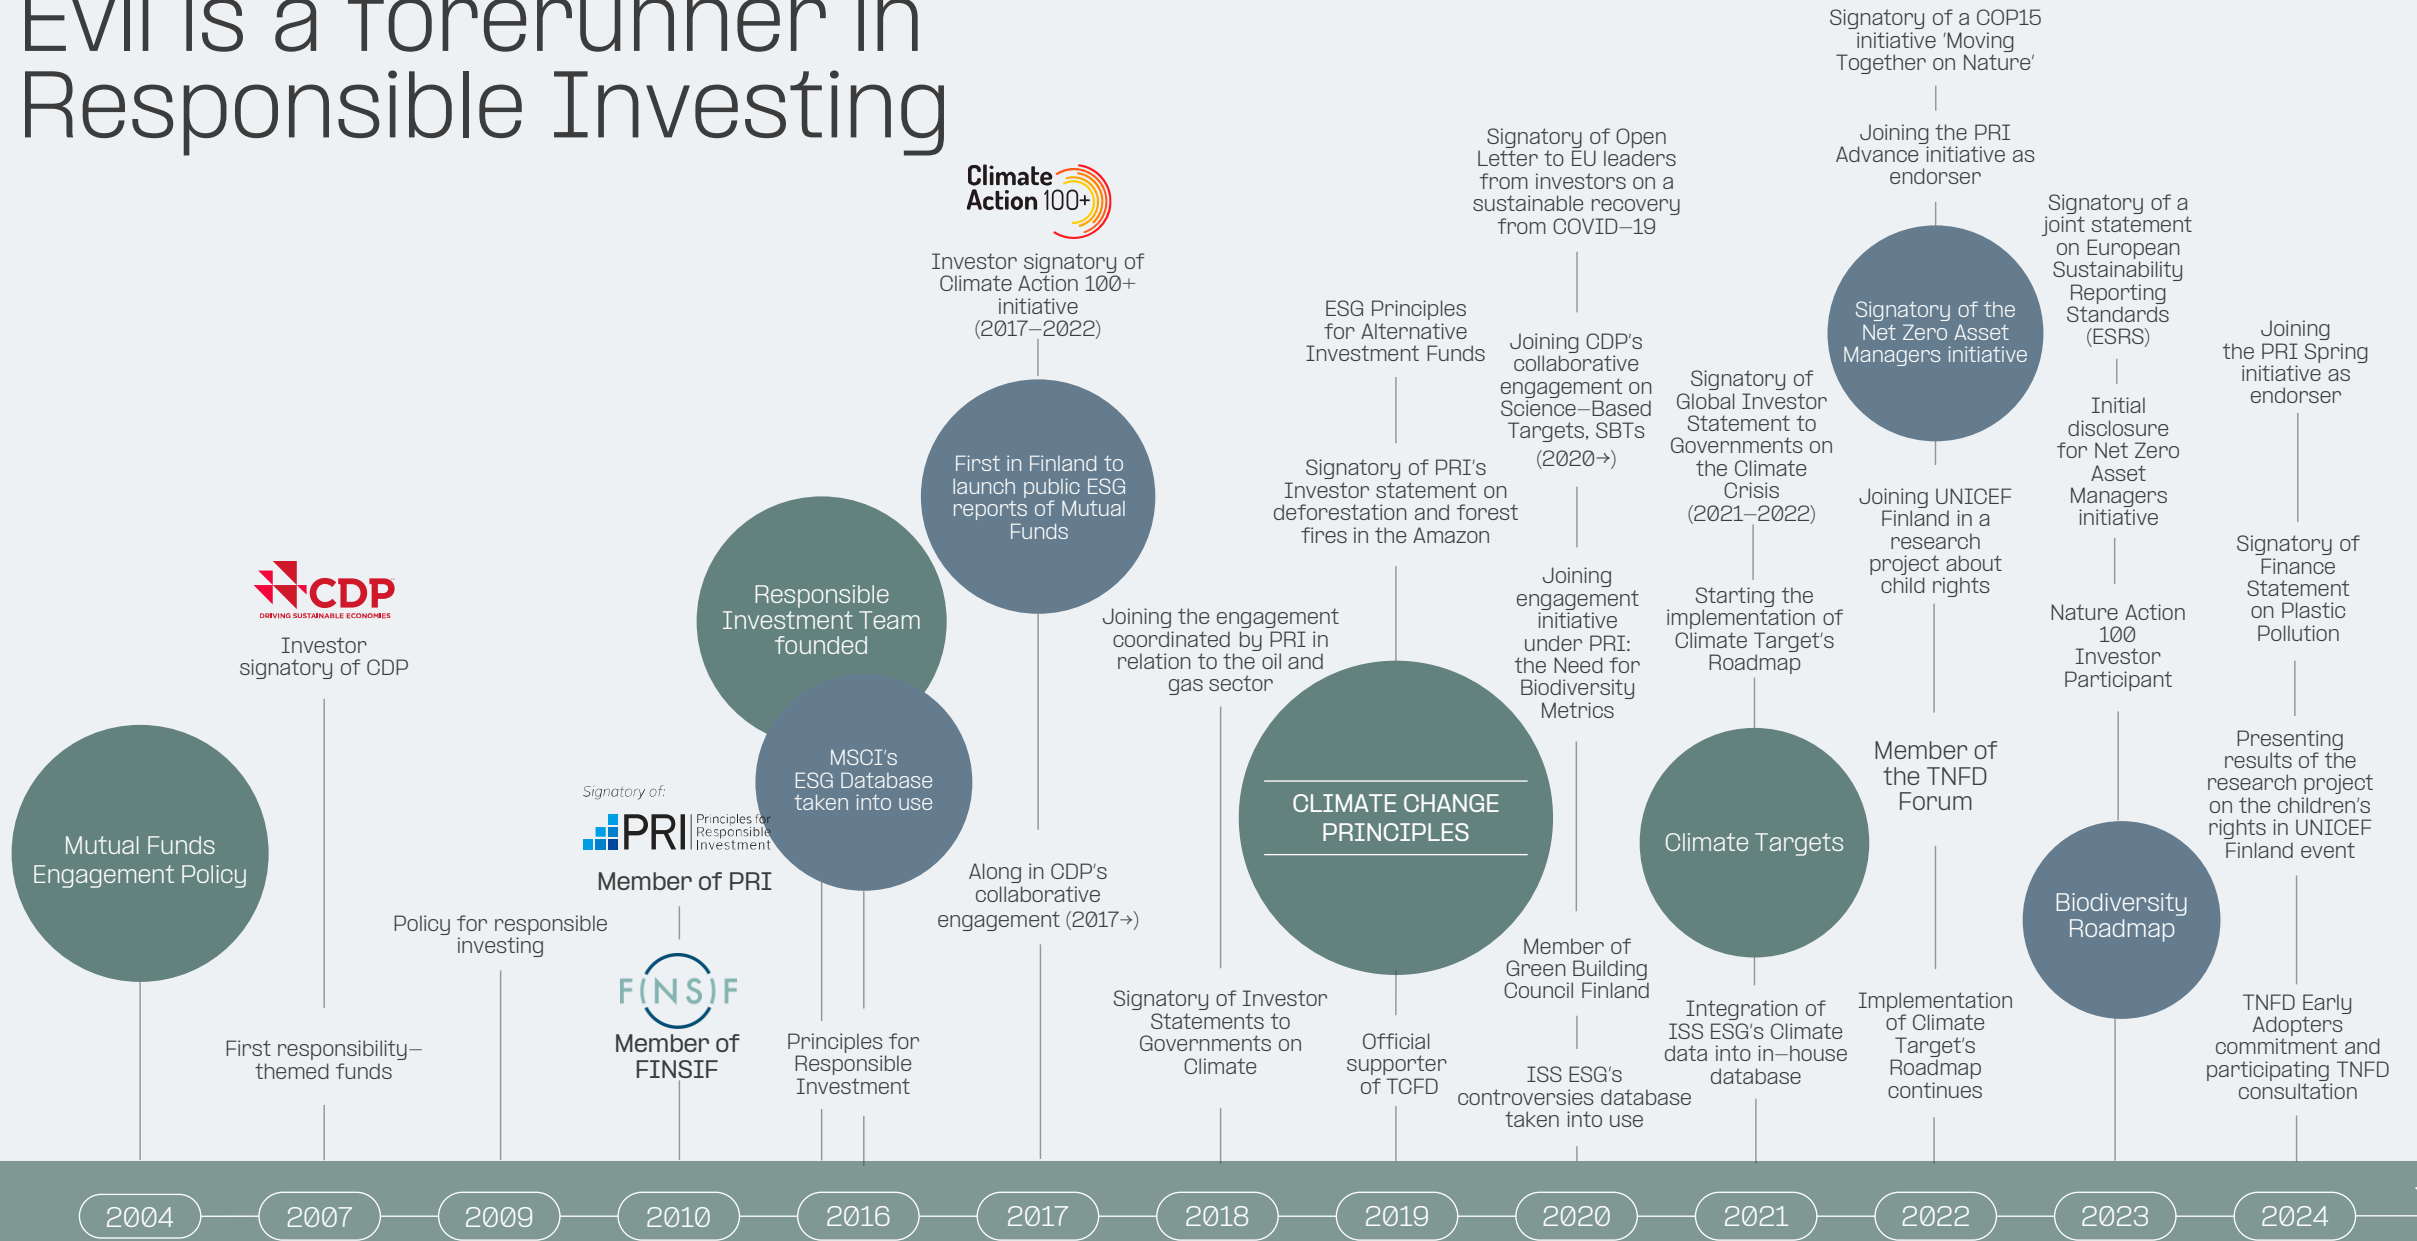 Evli is a forerunner in
Responsible Investing
Mutual Funds
Engagement Policy
CDP
DRIVING SUSTAINABLE ECONOMIES
Investor
signatory of CDP
First responsibility–
themed funds
Policy for responsible
investing
Signatory of:
PRI
Principles for
Responsible
Investment
Member of PRI
F(NS)F
Member of
FINSIF
Responsible
Investment Team
founded
MSCI's
ESG Database
taken into use
Principles for
Responsible
Investment
Climate
Action 100+
Investor signatory of
Climate Action 100+
initiative
(2017–2022)
First in Finland to
launch public ESG
reports of Mutual
Funds
Along in CDP's
collaborative
engagement (2017→)
Joining the engagement
coordinated by PRI in
relation to the oil and
gas sector
Signatory of Investor
Statements to
Governments on
Climate
ESG Principles
for Alternative
Investment Funds
Signatory of PRI's
Investor statement on
deforestation and forest
fires in the Amazon
CLIMATE CHANGE
PRINCIPLES
Official
supporter
of TCFD
Signatory of Open
Letter to EU leaders
from investors on a
sustainable recovery
from COVID–19
Joining CDP's
collaborative
engagement on
Science–Based
Targets, SBTs
(2020→)
Joining
engagement
initiative
under PRI:
the Need for
Biodiversity
Metrics
Member of
Green Building
Council Finland
ISS ESG's
controversies database
taken into use
Signatory of
Global Investor
Statement to
Governments on
the Climate
Crisis
(2021–2022)
Starting the
implementation of
Climate Target's
Roadmap
Climate Targets
Integration of
ISS ESG's Climate
data into in–house
database
Signatory of a COP15
initiative 'Moving
Together on Nature'
Joining the PRI
Advance initiative as
endorser
Signatory of the
Net Zero Asset
Managers initiative
Joining UNICEF
Finland in a
research
project about
child rights
Member of
the TNFD
Forum
Implementation
of Climate
Target's
Roadmap
continues
Signatory of a
joint statement
on European
Sustainability
Reporting
Standards
(ESRS)
Initial
disclosure
for Net Zero
Asset
Managers
initiative
Nature Action
100
Investor
Participant
Biodiversity
Roadmap
Joining
the PRI Spring
initiative as
endorser
Signatory of
Finance
Statement
on Plastic
Pollution
Presenting
results of the
research project
on the children's
rights in UNICEF
Finland event
TNFD Early
Adopters
commitment and
participating TNFD
consultation
2004
2007
2009
2010
2016
2017
2018
2019
2020
2021
2022
2023
2024